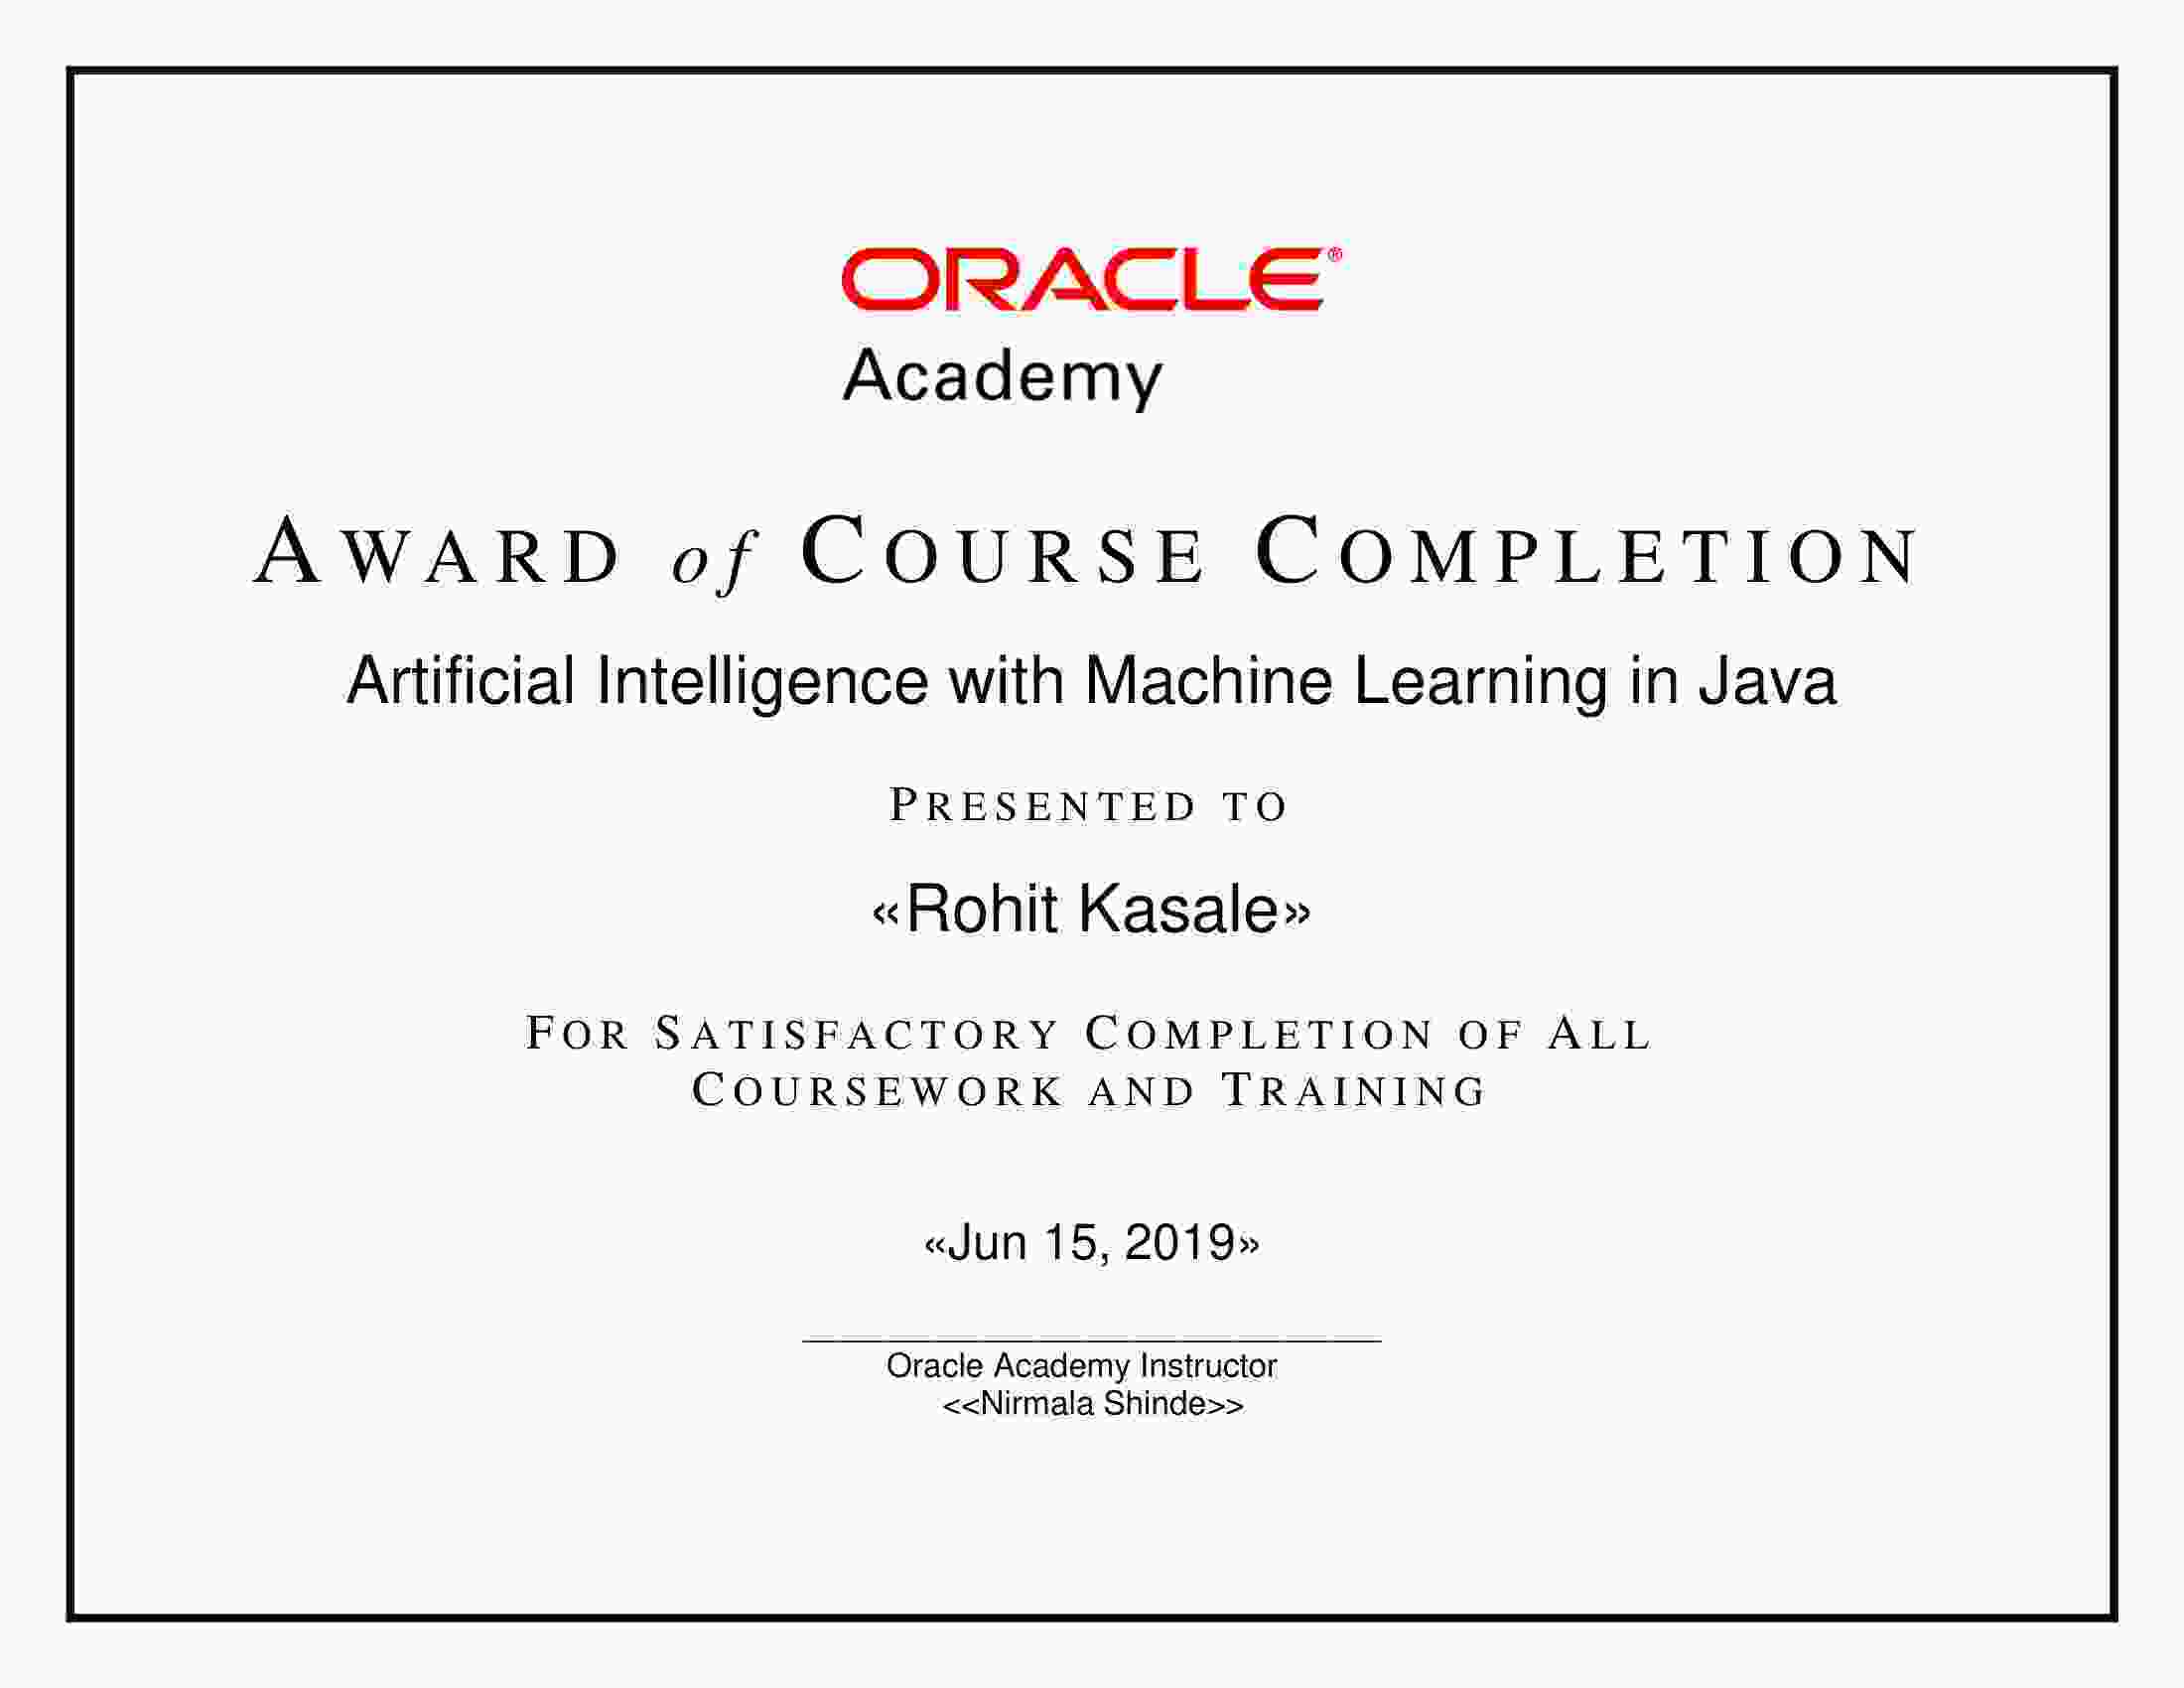 ORACLE®
Academy
AWARD of COURSE COMPLETION
Artificial Intelligence with Machine Learning in Java
PRESENTED TO
«Rohit Kasale»
FOR SATISFACTORY COMPLETION OF ALL
COURSEWORK AND TRAINING
«Jun 15, 2019»
Oracle Academy Instructor
<<Nirmala Shinde>>